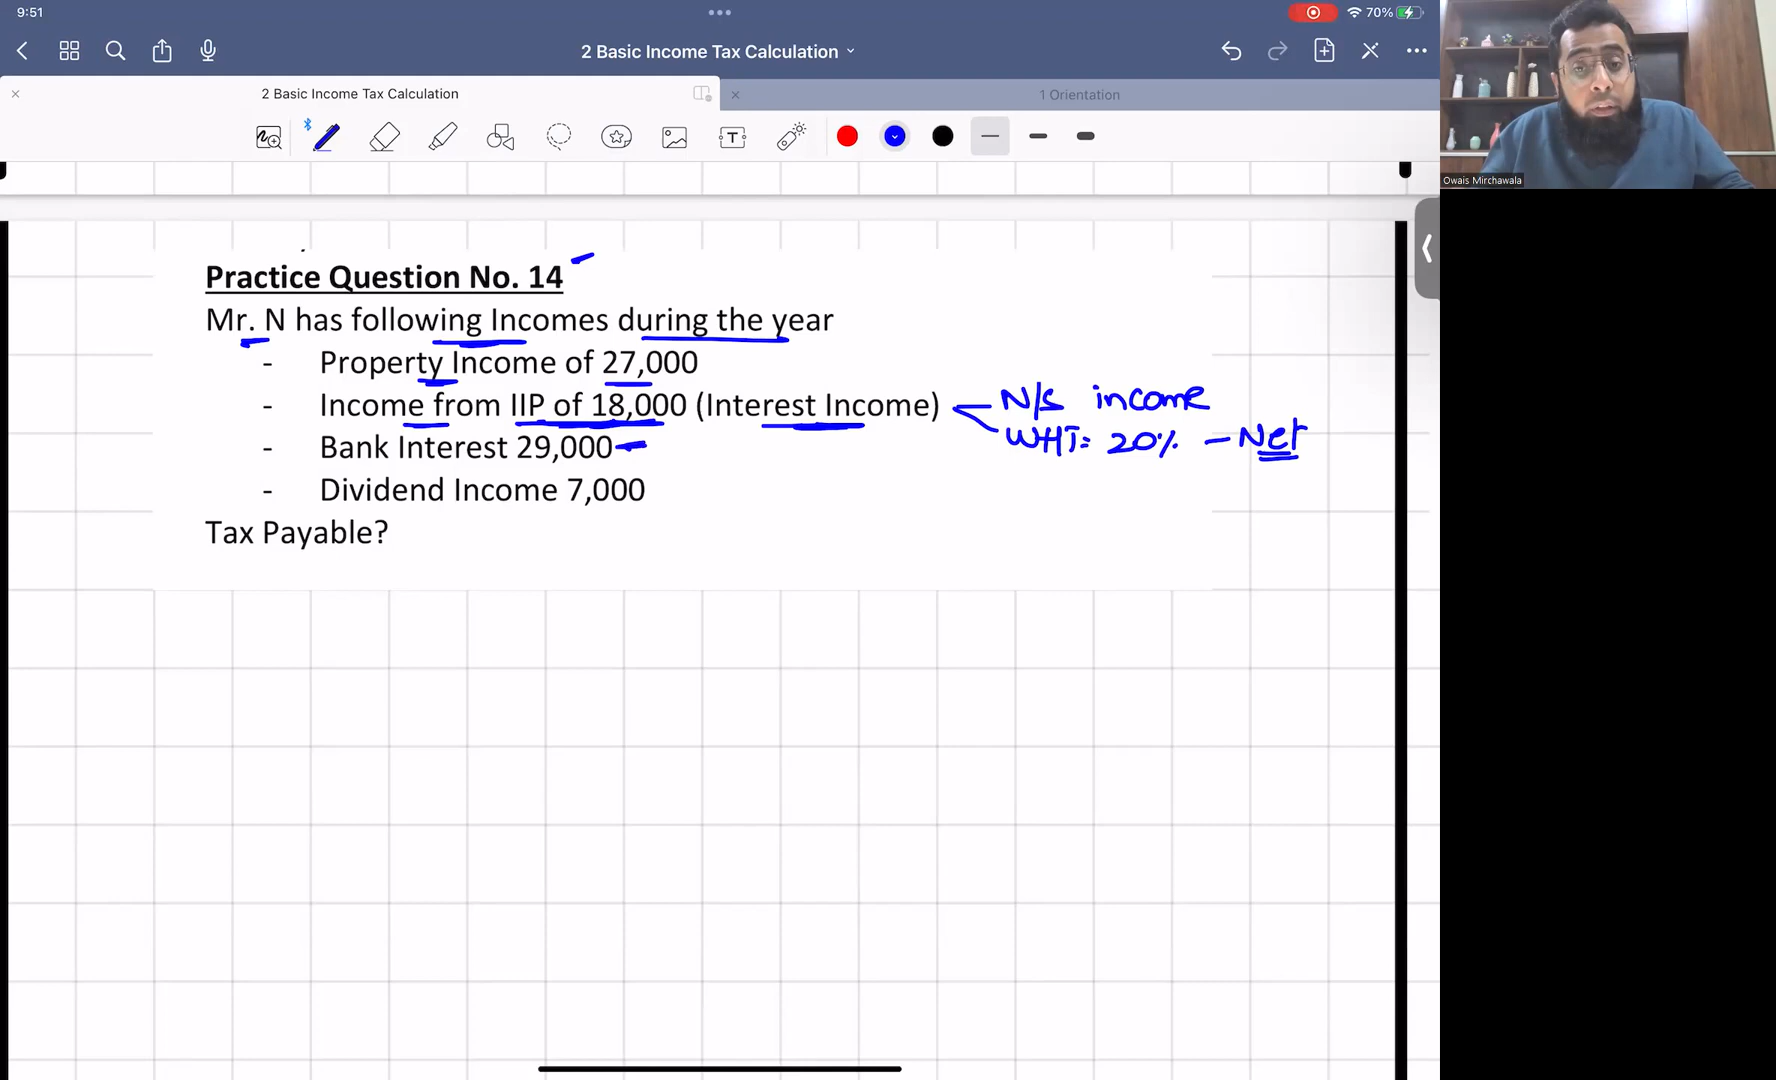 9:51
70%
2 Basic Income Tax Calculation
2 Basic Income Tax Calculation
1 Orientation
T
Owais Mirchawala
Practice Question No. 14
Mr. N has following Incomes during the year
- Property Income of 27,000
- Income from IIP of 18,000 (Interest Income)
N/S income
WHT= 20% - Net
- Bank Interest 29,000
- Dividend Income 7,000
Tax Payable?